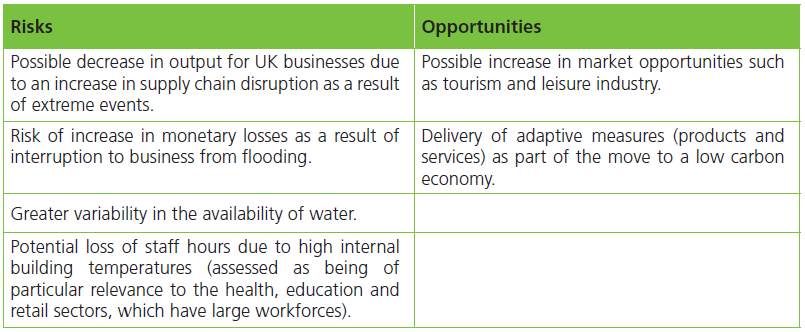 Risks
Opportunities
Possible decrease in output for UK businesses due
to an increase in supply chain disruption as a result
of extreme events.
Possible increase in market opportunities such
as tourism and leisure industry.
Risk of increase in monetary losses as a result of
interruption to business from flooding.
Delivery of adaptive measures (products and
services) as part of the move to a low carbon
economy.
Greater variability in the availability of water.
Potential loss of staff hours due to high internal
building temperatures (assessed as being of
particular relevance to the health, education and
retail sectors, which have large workforces).